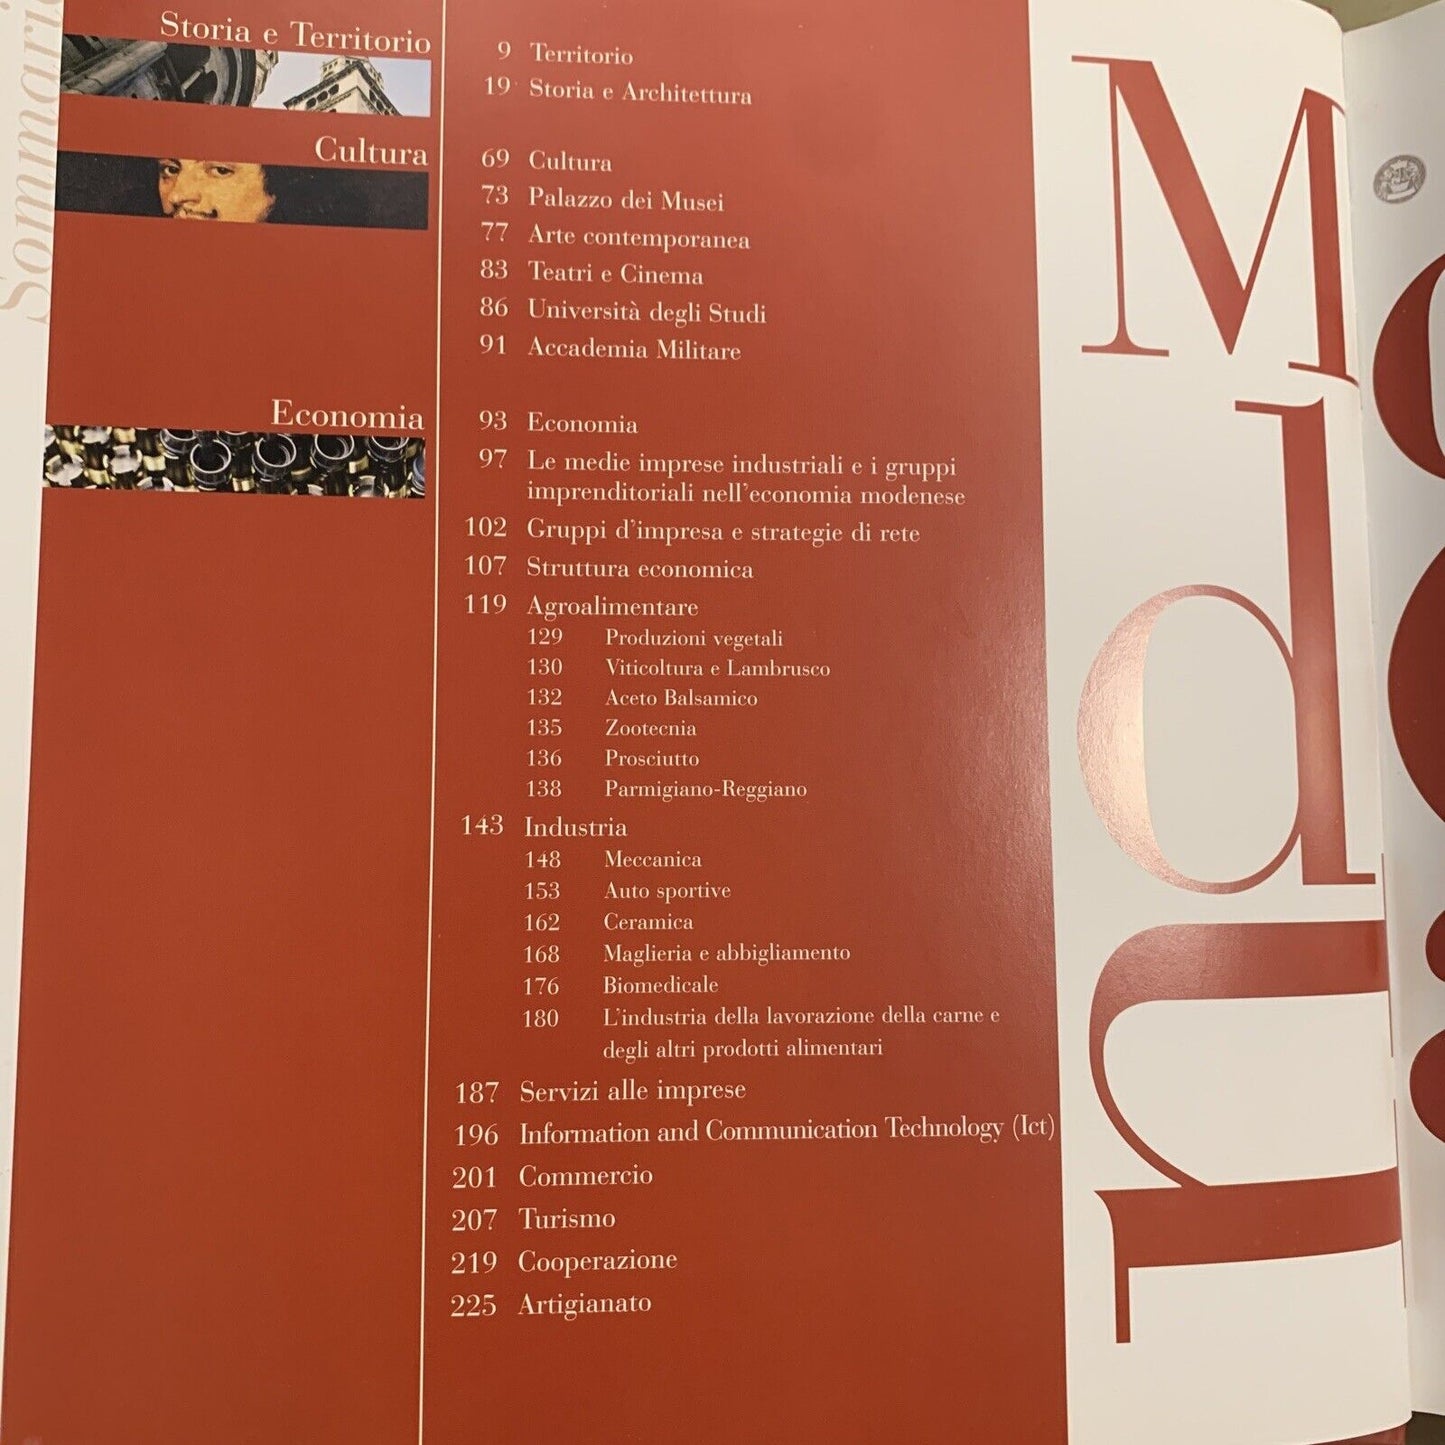 Sommari
Storia e Territorio
9 Territorio
19 Storia e Architettura
Cultura
69 Cultura
73 Palazzo dei Musei
77 Arte contemporanea
83 Teatri e Cinema
86 Università degli Studi
91 Accademia Militare
Economia
93 Economia
97 Le medie imprese industriali e i gruppi
imprenditoriali nell'economia modenese
102 Gruppi d'impresa e strategie di rete
107 Struttura economica
119 Agroalimentare
129 Produzioni vegetali
130 Viticoltura e Lambrusco
132 Aceto Balsamico
135 Zootecnia
136 Prosciutto
138 Parmigiano-Reggiano
143 Industria
148 Meccanica
153 Auto sportive
162 Ceramica
168 Maglieria e abbigliamento
176 Biomedicale
180 L'industria della lavorazione della carne e
degli altri prodotti alimentari
187 Servizi alle imprese
196 Information and Communication Technology (Ict)
201 Commercio
207 Turismo
219 Cooperazione
225 Artigianato
M
d
n